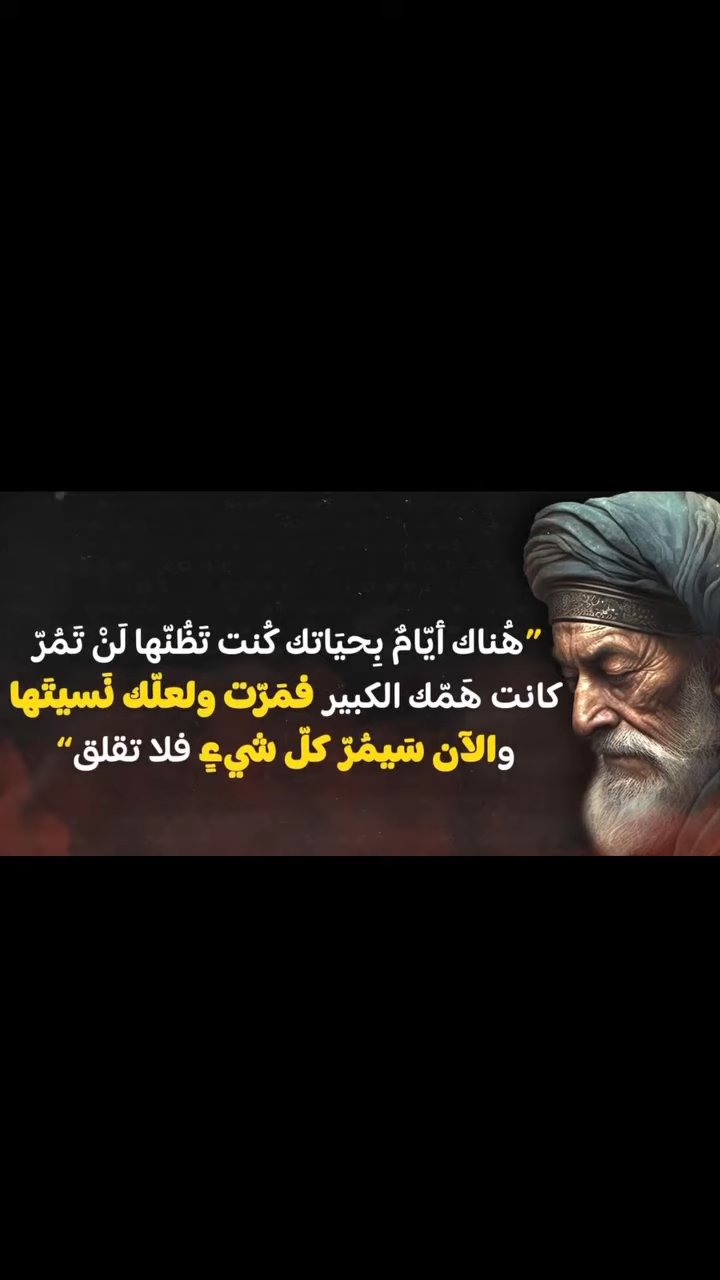 ”هُناك أيّامٌ بِحيَاتك كُنت تَظُنّها لَنْ تَمُرّ
كانت هَمّك الكبير فمَرّت ولعلّك نَسيتَها
والآن سَيمُرّ كلّ شيءٍ فلا تقلق“